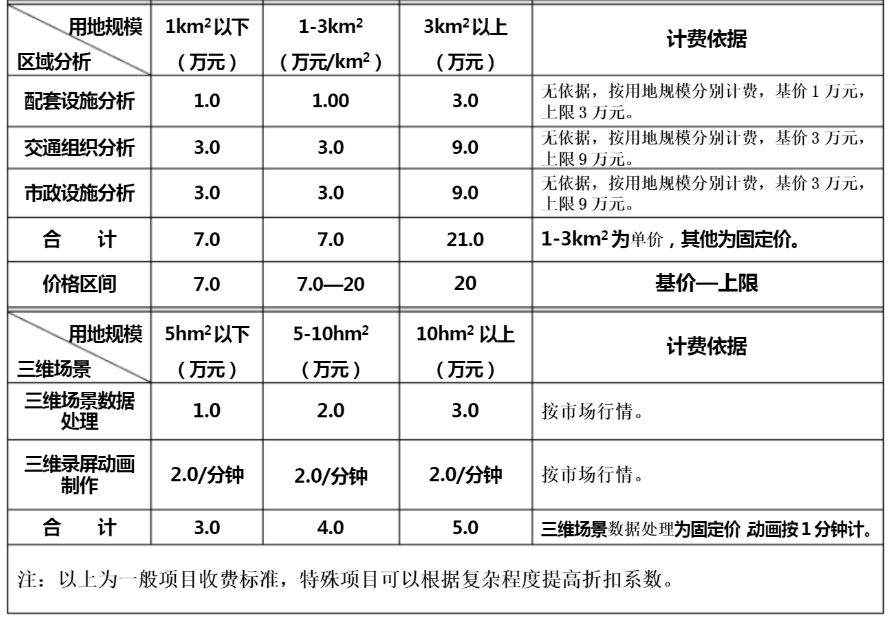 用地规模 1km²以下 1-3km² 3km²以上 计费依据
区域分析 （万元） （万元/km²） （万元）
配套设施分析 1.0 1.00 3.0 无依据，按用地规模分别计费，基价 1 万元，
上限 3 万元。
交通组织分析 3.0 3.0 9.0 无依据，按用地规模分别计费，基价 3 万元，
上限 9 万元。
市政设施分析 3.0 3.0 9.0 无依据，按用地规模分别计费，基价 3 万元，
上限 9 万元。
合 计 7.0 7.0 21.0 1-3km²为单价，其他为固定价。
价格区间 7.0 7.0—20 20 基价—上限
用地规模 5hm²以下 5-10hm² 10hm²以上 计费依据
三维场景 （万元） （万元） （万元）
三维场景数据
处理 1.0 2.0 3.0 按市场行情。
三维录屏动画
制作 2.0/分钟 2.0/分钟 2.0/分钟 按市场行情。
合 计 3.0 4.0 5.0 三维场景数据处理为固定价 动画按 1 分钟计。
注：以上为一般项目收费标准，特殊项目可以根据复杂程度提高折扣系数。